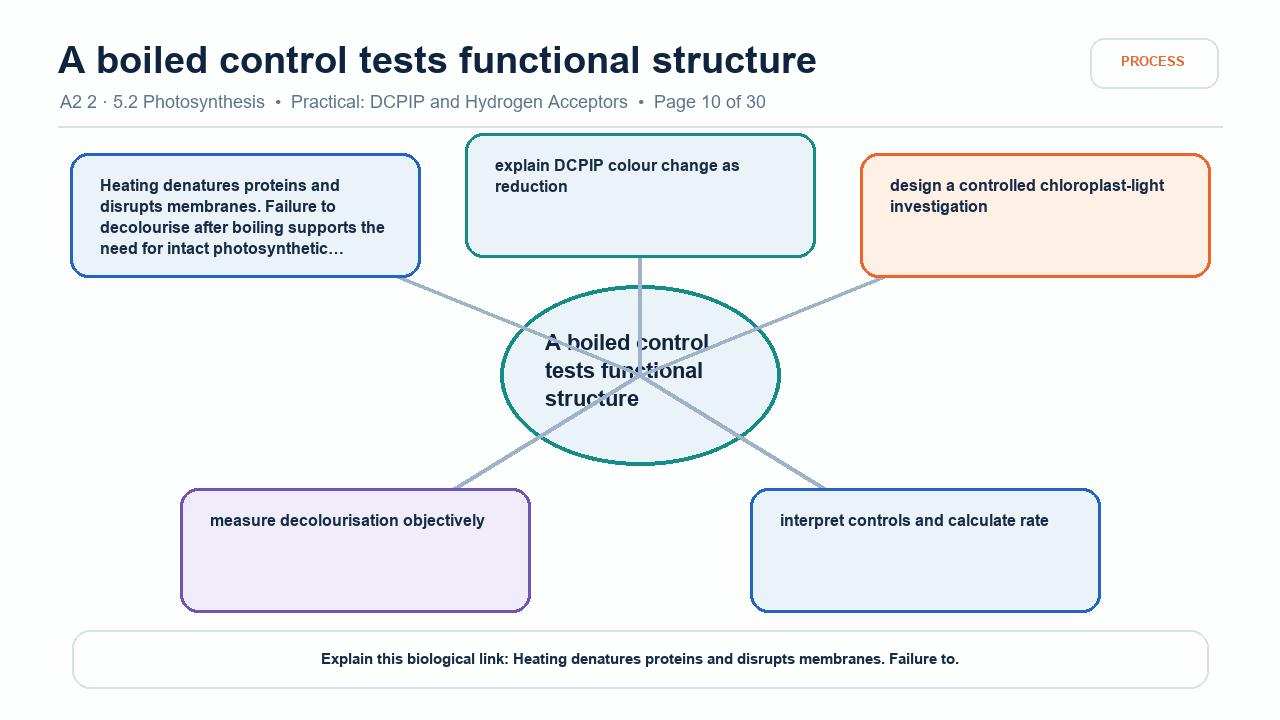 A boiled control tests functional structure
PROCESS
A2 2 · 5.2 Photosynthesis • Practical: DCPIP and Hydrogen Acceptors • Page 10 of 30
Heating denatures proteins and
disrupts membranes. Failure to
decolourise after boiling supports the
need for intact photosynthetic…
explain DCPIP colour change as
reduction
design a controlled chloroplast-light
investigation
A boiled control
tests functional
structure
measure decolourisation objectively
interpret controls and calculate rate
Explain this biological link: Heating denatures proteins and disrupts membranes. Failure to.